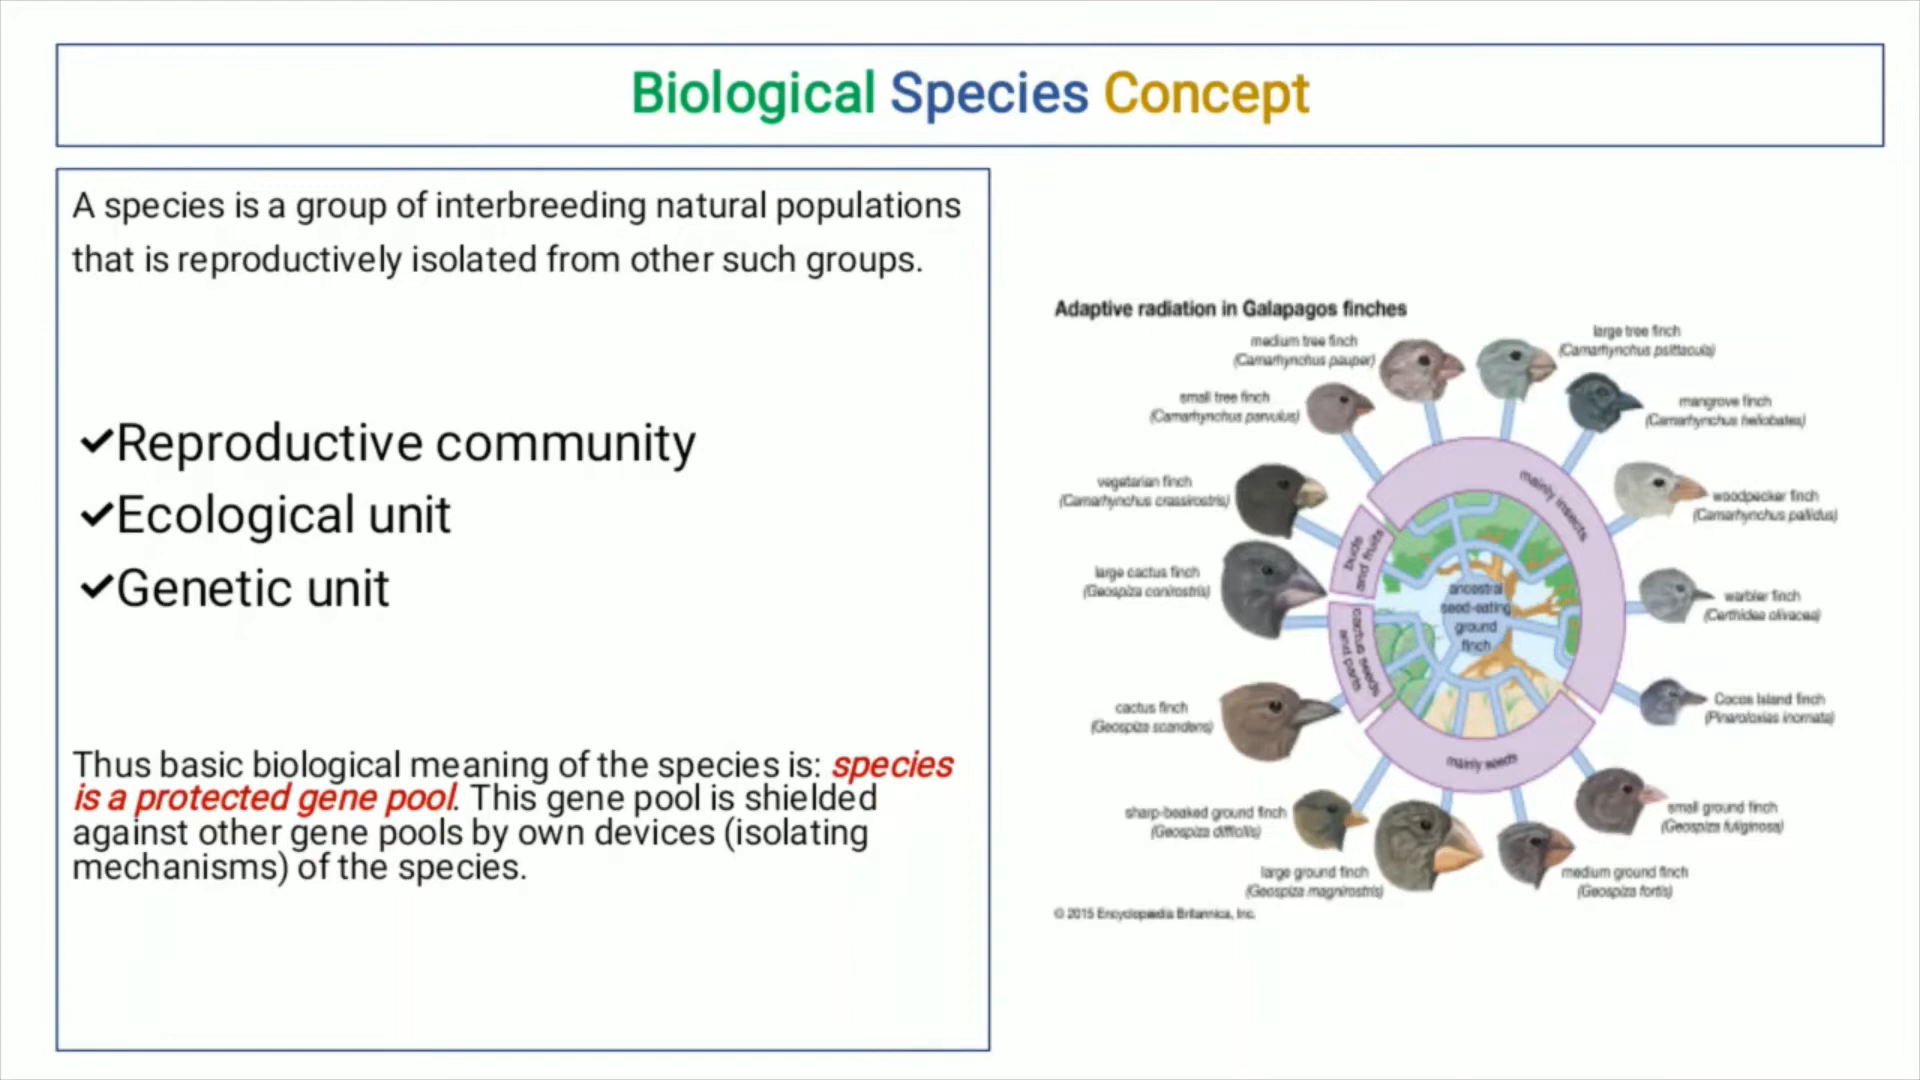 Biological Species Concept
A species is a group of interbreeding natural populations
that is reproductively isolated from other such groups.
✔Reproductive community
✔Ecological unit
✔Genetic unit
Thus basic biological meaning of the species is: species
is a protected gene pool. This gene pool is shielded
against other gene pools by own devices (isolating
mechanisms) of the species.
Adaptive radiation in Galapagos finches
medium tree finch
(Camarhynchus pauper)
large tree finch
(Camarhynchus psittacula)
small tree finch
(Camarhynchus parvulus)
mangrove finch
(Camarhynchus heliobates)
vegetarian finch
(Camarhynchus crassirostris)
woodpecker finch
(Camarhynchus pallidus)
large cactus finch
(Geospiza conirostris)
warbler finch
(Certhidea olivacea)
cactus finch
(Geospiza scandens)
Cocos Island finch
(Pinaroloxias inornata)
sharp-beaked ground finch
(Geospiza difficilis)
small ground finch
(Geospiza fuliginosa)
large ground finch
(Geospiza magnirostris)
medium ground finch
(Geospiza fortis)
mainly insects
buds
and fruits
cactus seeds
and parts
mainly seeds
ancestral
seed-eating
ground
finch
© 2015 Encyclopædia Britannica, Inc.